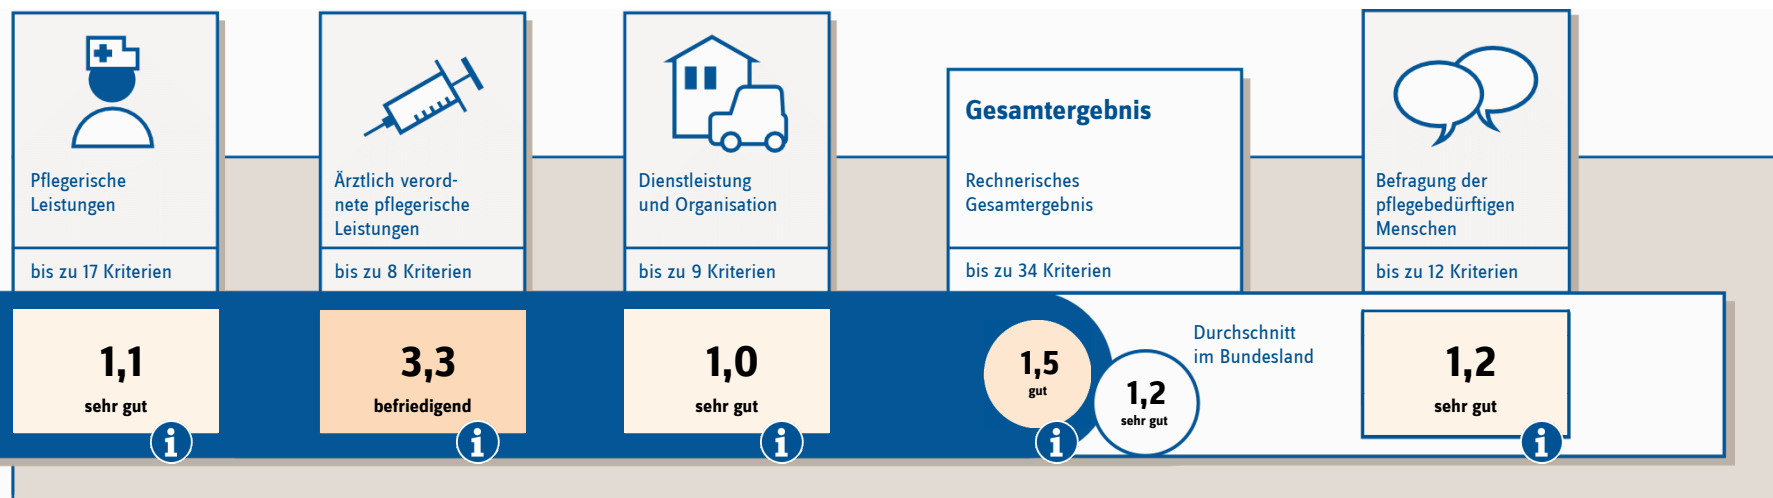 Pflegerische
Leistungen
bis zu 17 Kriterien
1,1
sehr gut
Ärztlich verord-
nete pflegerische
Leistungen
bis zu 8 Kriterien
3,3
befriedigend
Dienstleistung
und Organisation
bis zu 9 Kriterien
1,0
sehr gut
Gesamtergebnis
Rechnerisches
Gesamtergebnis
bis zu 34 Kriterien
1,5
gut
1,2
sehr gut
Durchschnitt
im Bundesland
Befragung der
pflegebedürftigen
Menschen
bis zu 12 Kriterien
1,2
sehr gut